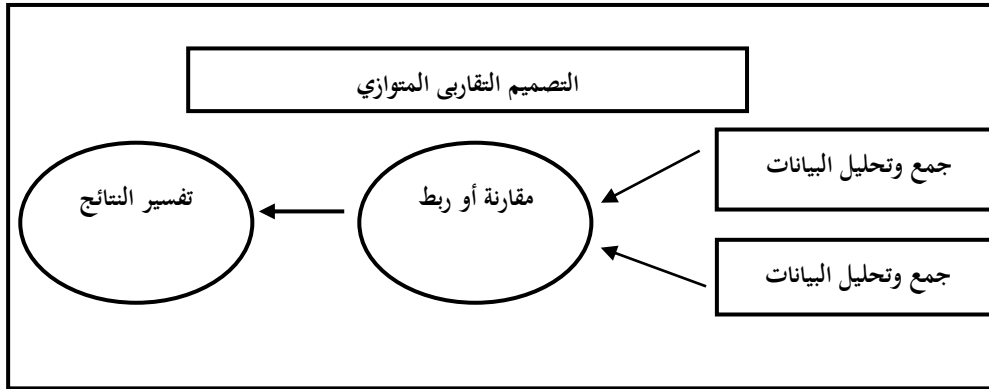 التصميم التقاربى المتوازي
جمع وتحليل البيانات
مقارنة أو ربط
تفسير النتائج
جمع وتحليل البيانات